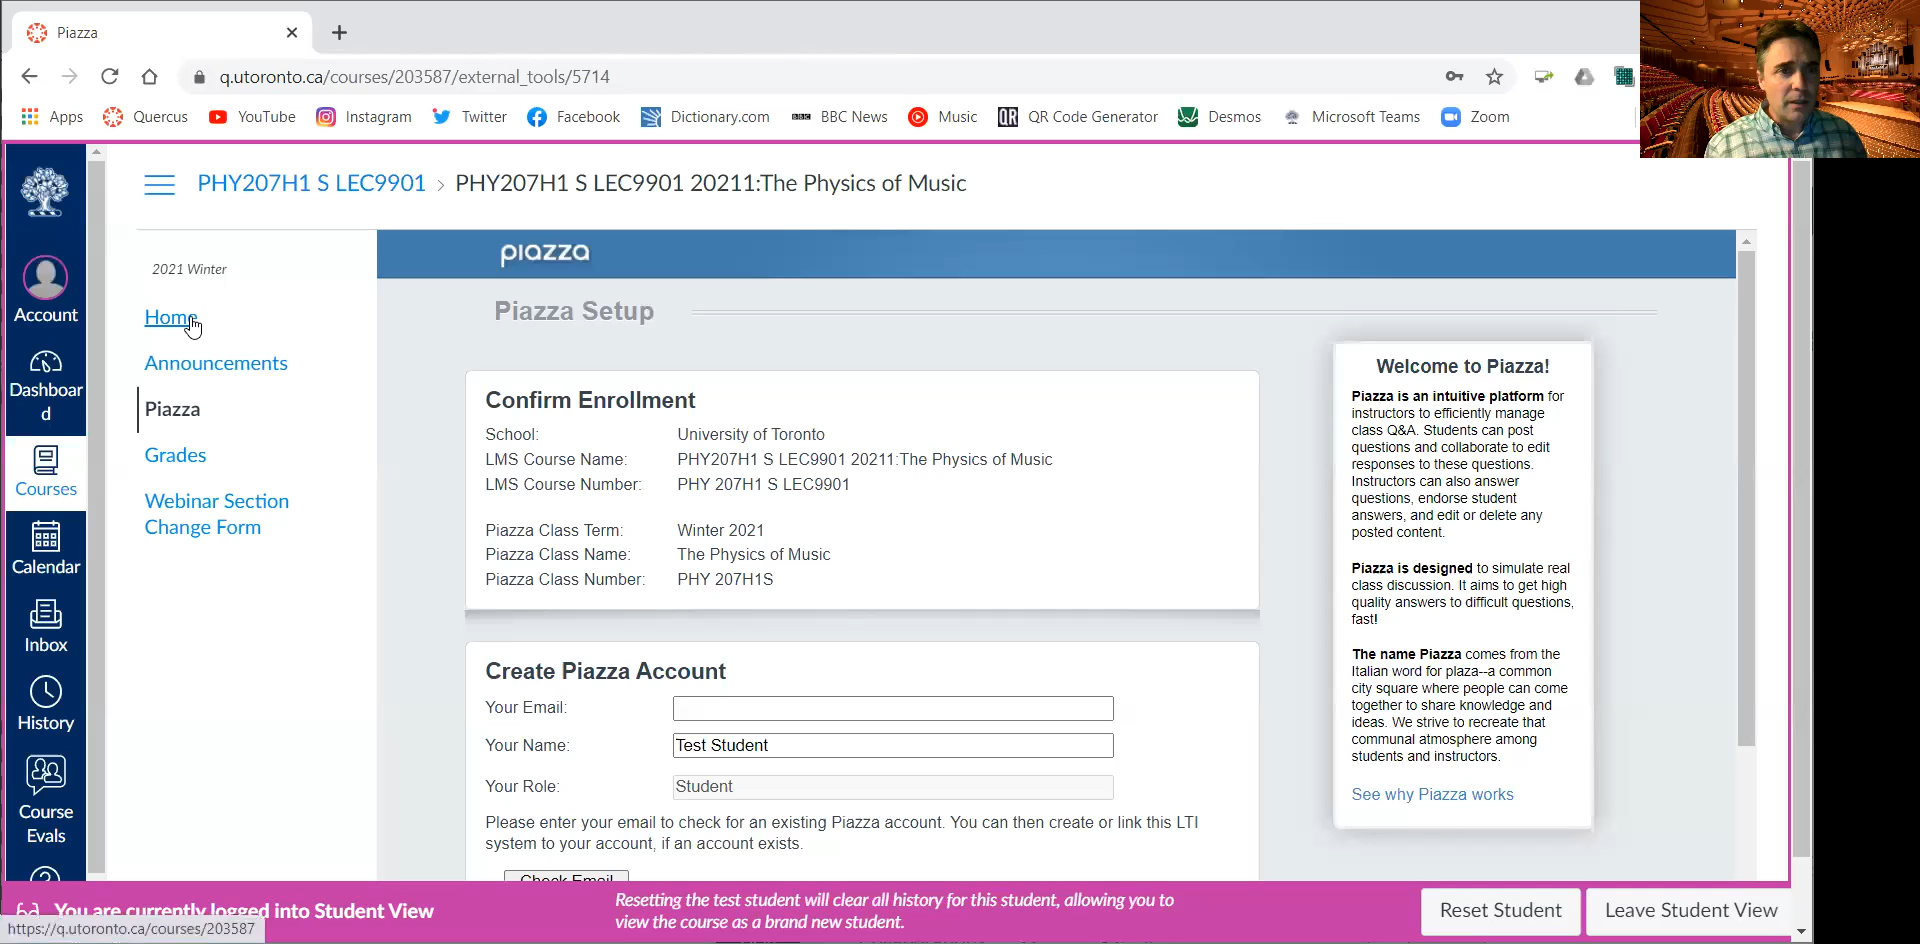 Piazza
q.utoronto.ca/courses/203587/external_tools/5714
Apps Quercus YouTube Instagram Twitter Facebook Dictionary.com BBC BBC News Music QR QR Code Generator Desmos Microsoft Teams Zoom
PHY207H1 S LEC9901 › PHY207H1 S LEC9901 20211:The Physics of Music
Account
Dashboar
d
Courses
Calendar
Inbox
History
Course
Evals
2021 Winter
Home
Announcements
Piazza
Grades
Webinar Section
Change Form
piazza
Piazza Setup
Confirm Enrollment
School: University of Toronto
LMS Course Name: PHY207H1 S LEC9901 20211:The Physics of Music
LMS Course Number: PHY 207H1 S LEC9901
Piazza Class Term: Winter 2021
Piazza Class Name: The Physics of Music
Piazza Class Number: PHY 207H1S
Create Piazza Account
Your Email:
Your Name: Test Student
Your Role: Student
Please enter your email to check for an existing Piazza account. You can then create or link this LTI
system to your account, if an account exists.
Check Email
Welcome to Piazza!
Piazza is an intuitive platform for
instructors to efficiently manage
class Q&A. Students can post
questions and collaborate to edit
responses to these questions.
Instructors can also answer
questions, endorse student
answers, and edit or delete any
posted content.
Piazza is designed to simulate real
class discussion. It aims to get high
quality answers to difficult questions,
fast!
The name Piazza comes from the
Italian word for plaza--a common
city square where people can come
together to share knowledge and
ideas. We strive to recreate that
communal atmosphere among
students and instructors.
See why Piazza works
You are currently logged into Student View
Resetting the test student will clear all history for this student, allowing you to
view the course as a brand new student.
Reset Student
Leave Student View
https://q.utoronto.ca/courses/203587